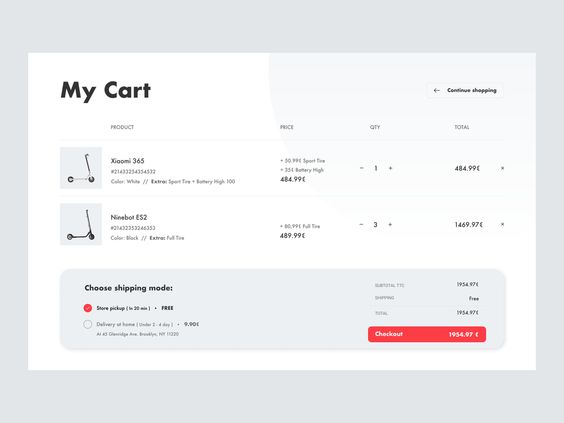 My Cart
← Continue shopping
PRODUCT PRICE QTY TOTAL
Xiaomi 365
#21432254354532
Color: White // Extra: Sport Tire + Battery High 100
+ 50.99£ Sport Tire
+ 35£ Battery High
484.99£
− 1 +
484.99£ ×
Ninebot ES2
#21432353246532
Color: Black // Extra: Full Tire
+ 80,99£ Full Tire
489.99£
− 3 +
1469.97£ ×
Choose shipping mode:
Store pickup ( In 20 min ) • FREE
Delivery at home ( Under 2 - 4 day ) • 9.90£
At 45 Glenridge Ave. Brooklyn, NY 11220
SUBTOTAL TTC 1954.97£
SHIPPING Free
TOTAL 1954.97£
Checkout 1954.97 £